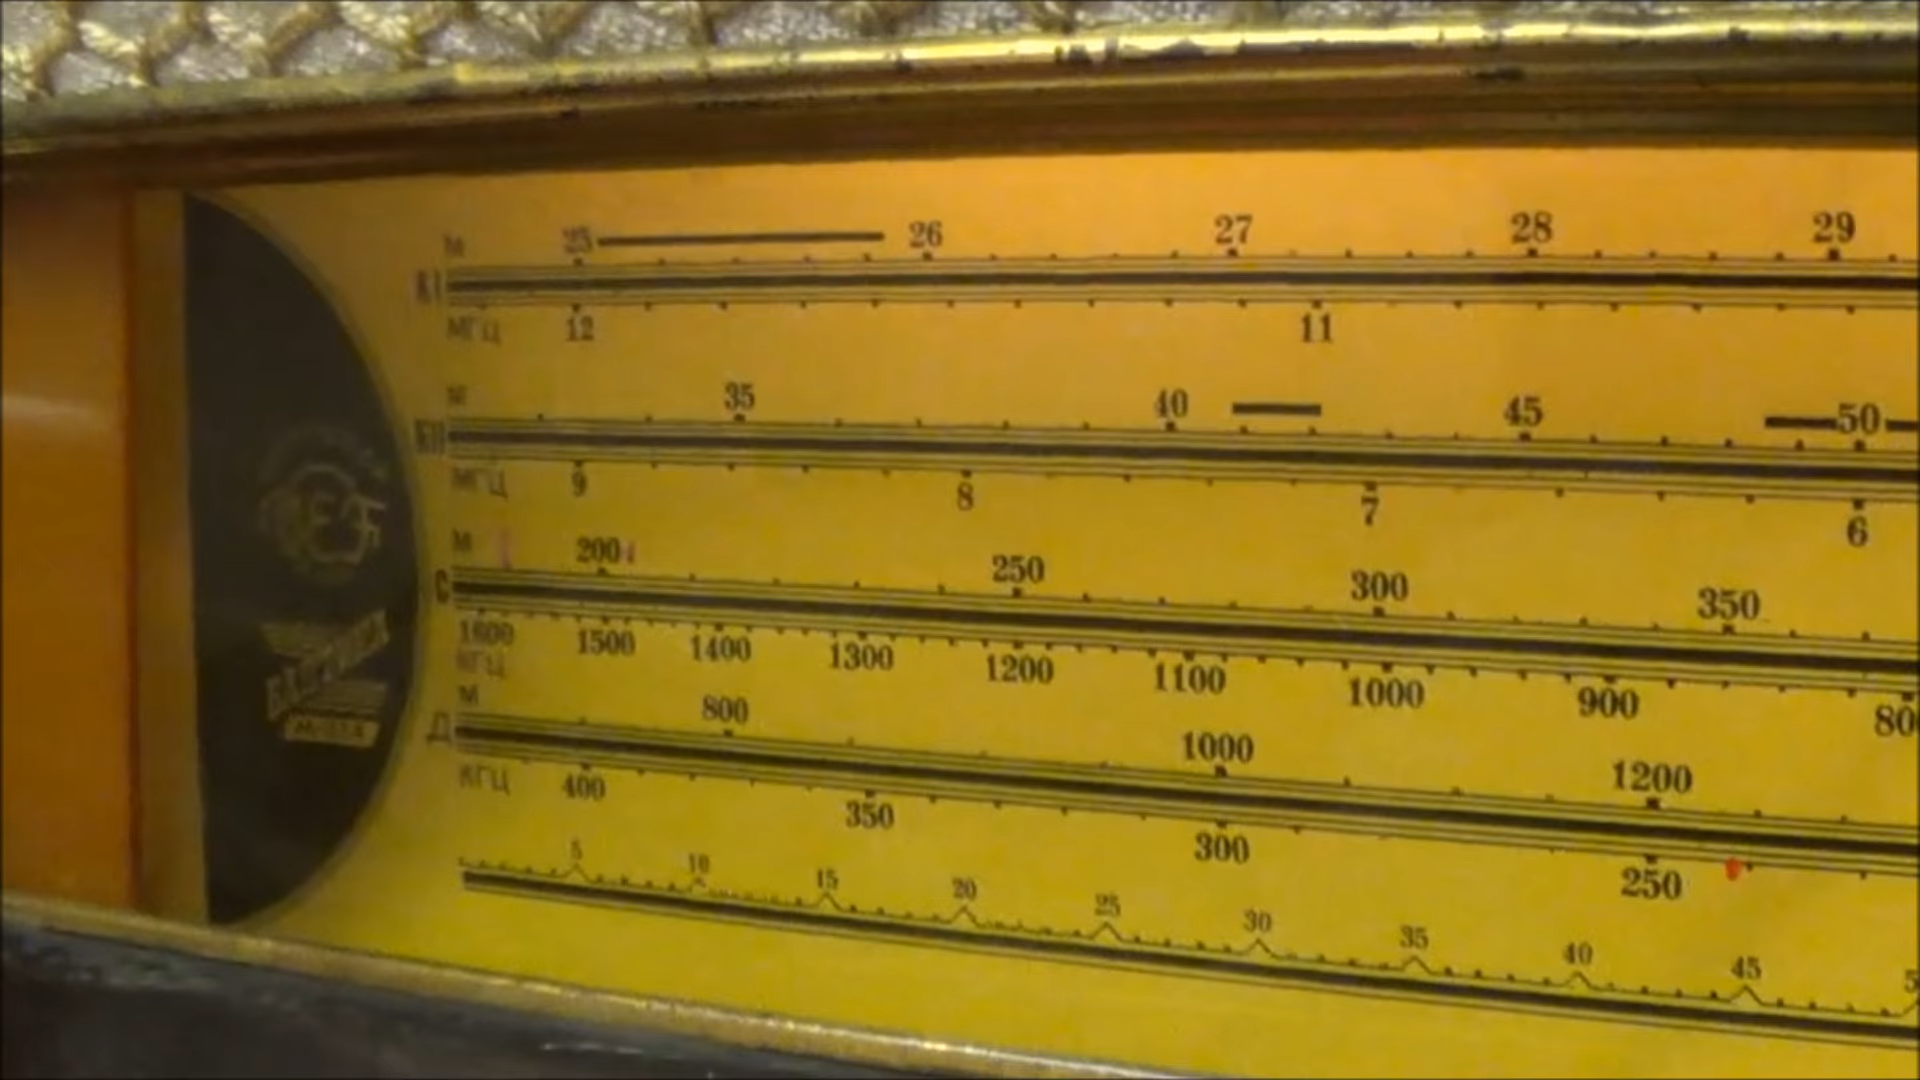 М 25 26 27 28 29
КI
МГЦ 12 11
М 35 40 45 50
КII
МГЦ 9 8 7 6
М 200 250 300 350
С
1600 1500 1400 1300 1200 1100 1000 900
КГЦ
М 800 1000 1200
Д
КГЦ 400 350 300 250
5 10 15 20 25 30 35 40 45